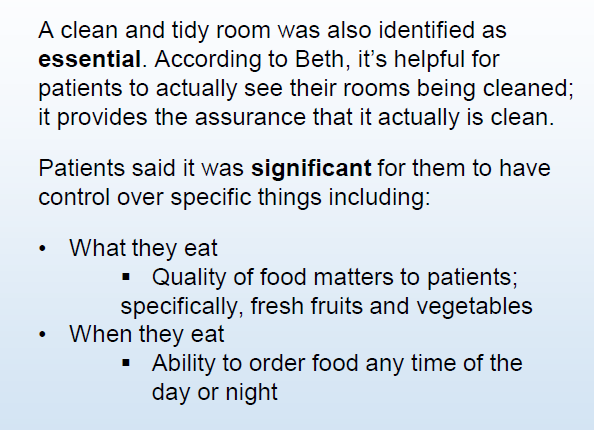 A clean and tidy room was also identified as
essential. According to Beth, it's helpful for
patients to actually see their rooms being cleaned;
it provides the assurance that it actually is clean.
Patients said it was significant for them to have
control over specific things including:
• What they eat
▪ Quality of food matters to patients;
specifically, fresh fruits and vegetables
• When they eat
▪ Ability to order food any time of the
day or night